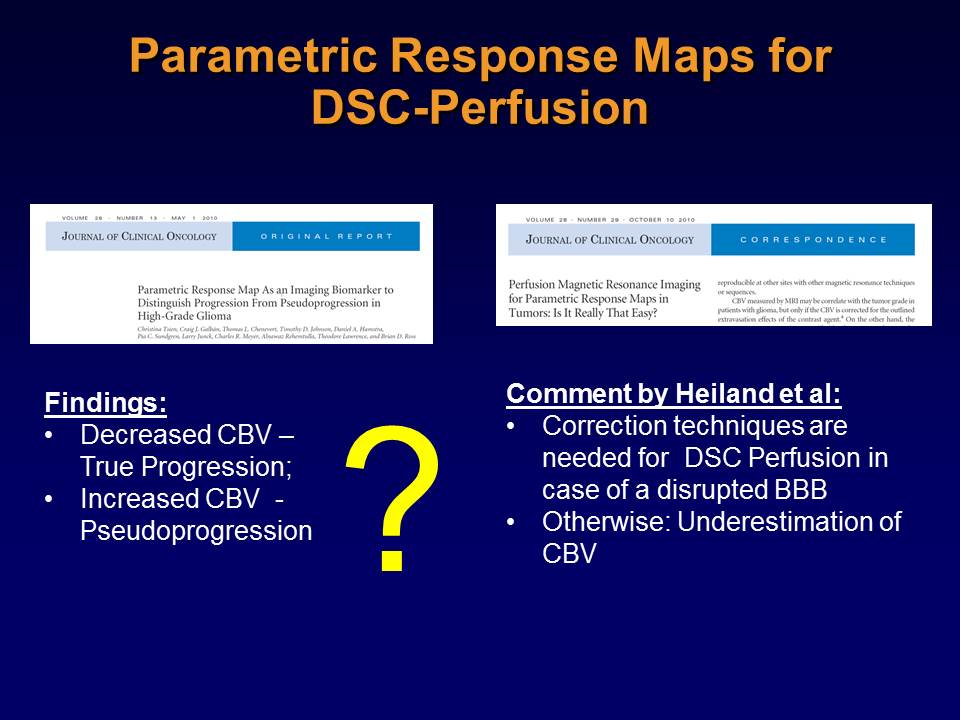 Parametric Response Maps for
DSC-Perfusion
VOLUME 28 · NUMBER 13 · MAY 1 2010
JOURNAL OF CLINICAL ONCOLOGY
ORIGINAL REPORT
Parametric Response Map As an Imaging Biomarker to
Distinguish Progression From Pseudoprogression in
High-Grade Glioma
Christina Tsien, Craig J. Galbán, Thomas L. Chenevert, Timothy D. Johnson, Daniel A. Hamstra,
Pia C. Sundgren, Larry Junck, Charles R. Meyer, Alnawaz Rehemtulla, Theodore Lawrence, and Brian D. Ross
Findings:
• Decreased CBV –
True Progression;
• Increased CBV -
Pseudoprogression
?
VOLUME 28 · NUMBER 29 · OCTOBER 10 2010
JOURNAL OF CLINICAL ONCOLOGY
CORRESPONDENCE
Perfusion Magnetic Resonance Imaging
for Parametric Response Maps in
Tumors: Is It Really That Easy?
reproducible at other sites with other magnetic resonance techniques
or sequences.
CBV measured by MRI may be correlate with the tumor grade in
patients with glioma, but only if the CBV is corrected for the outlined
extravasation effects of the contrast agent.4 On the other hand, the
Comment by Heiland et al:
• Correction techniques are
needed for DSC Perfusion in
case of a disrupted BBB
• Otherwise: Underestimation of
CBV